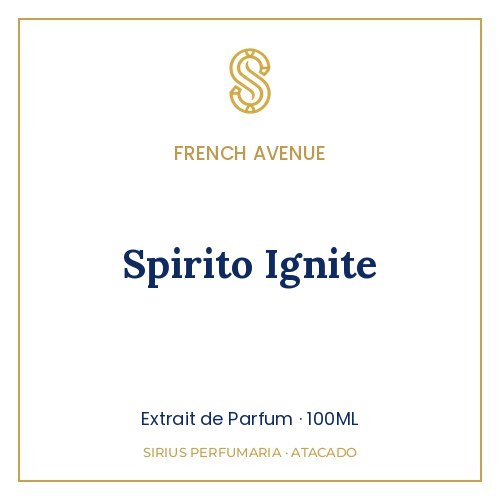 FRENCH AVENUE
Spirito Ignite
Extrait de Parfum · 100ML
SIRIUS PERFUMARIA · ATACADO